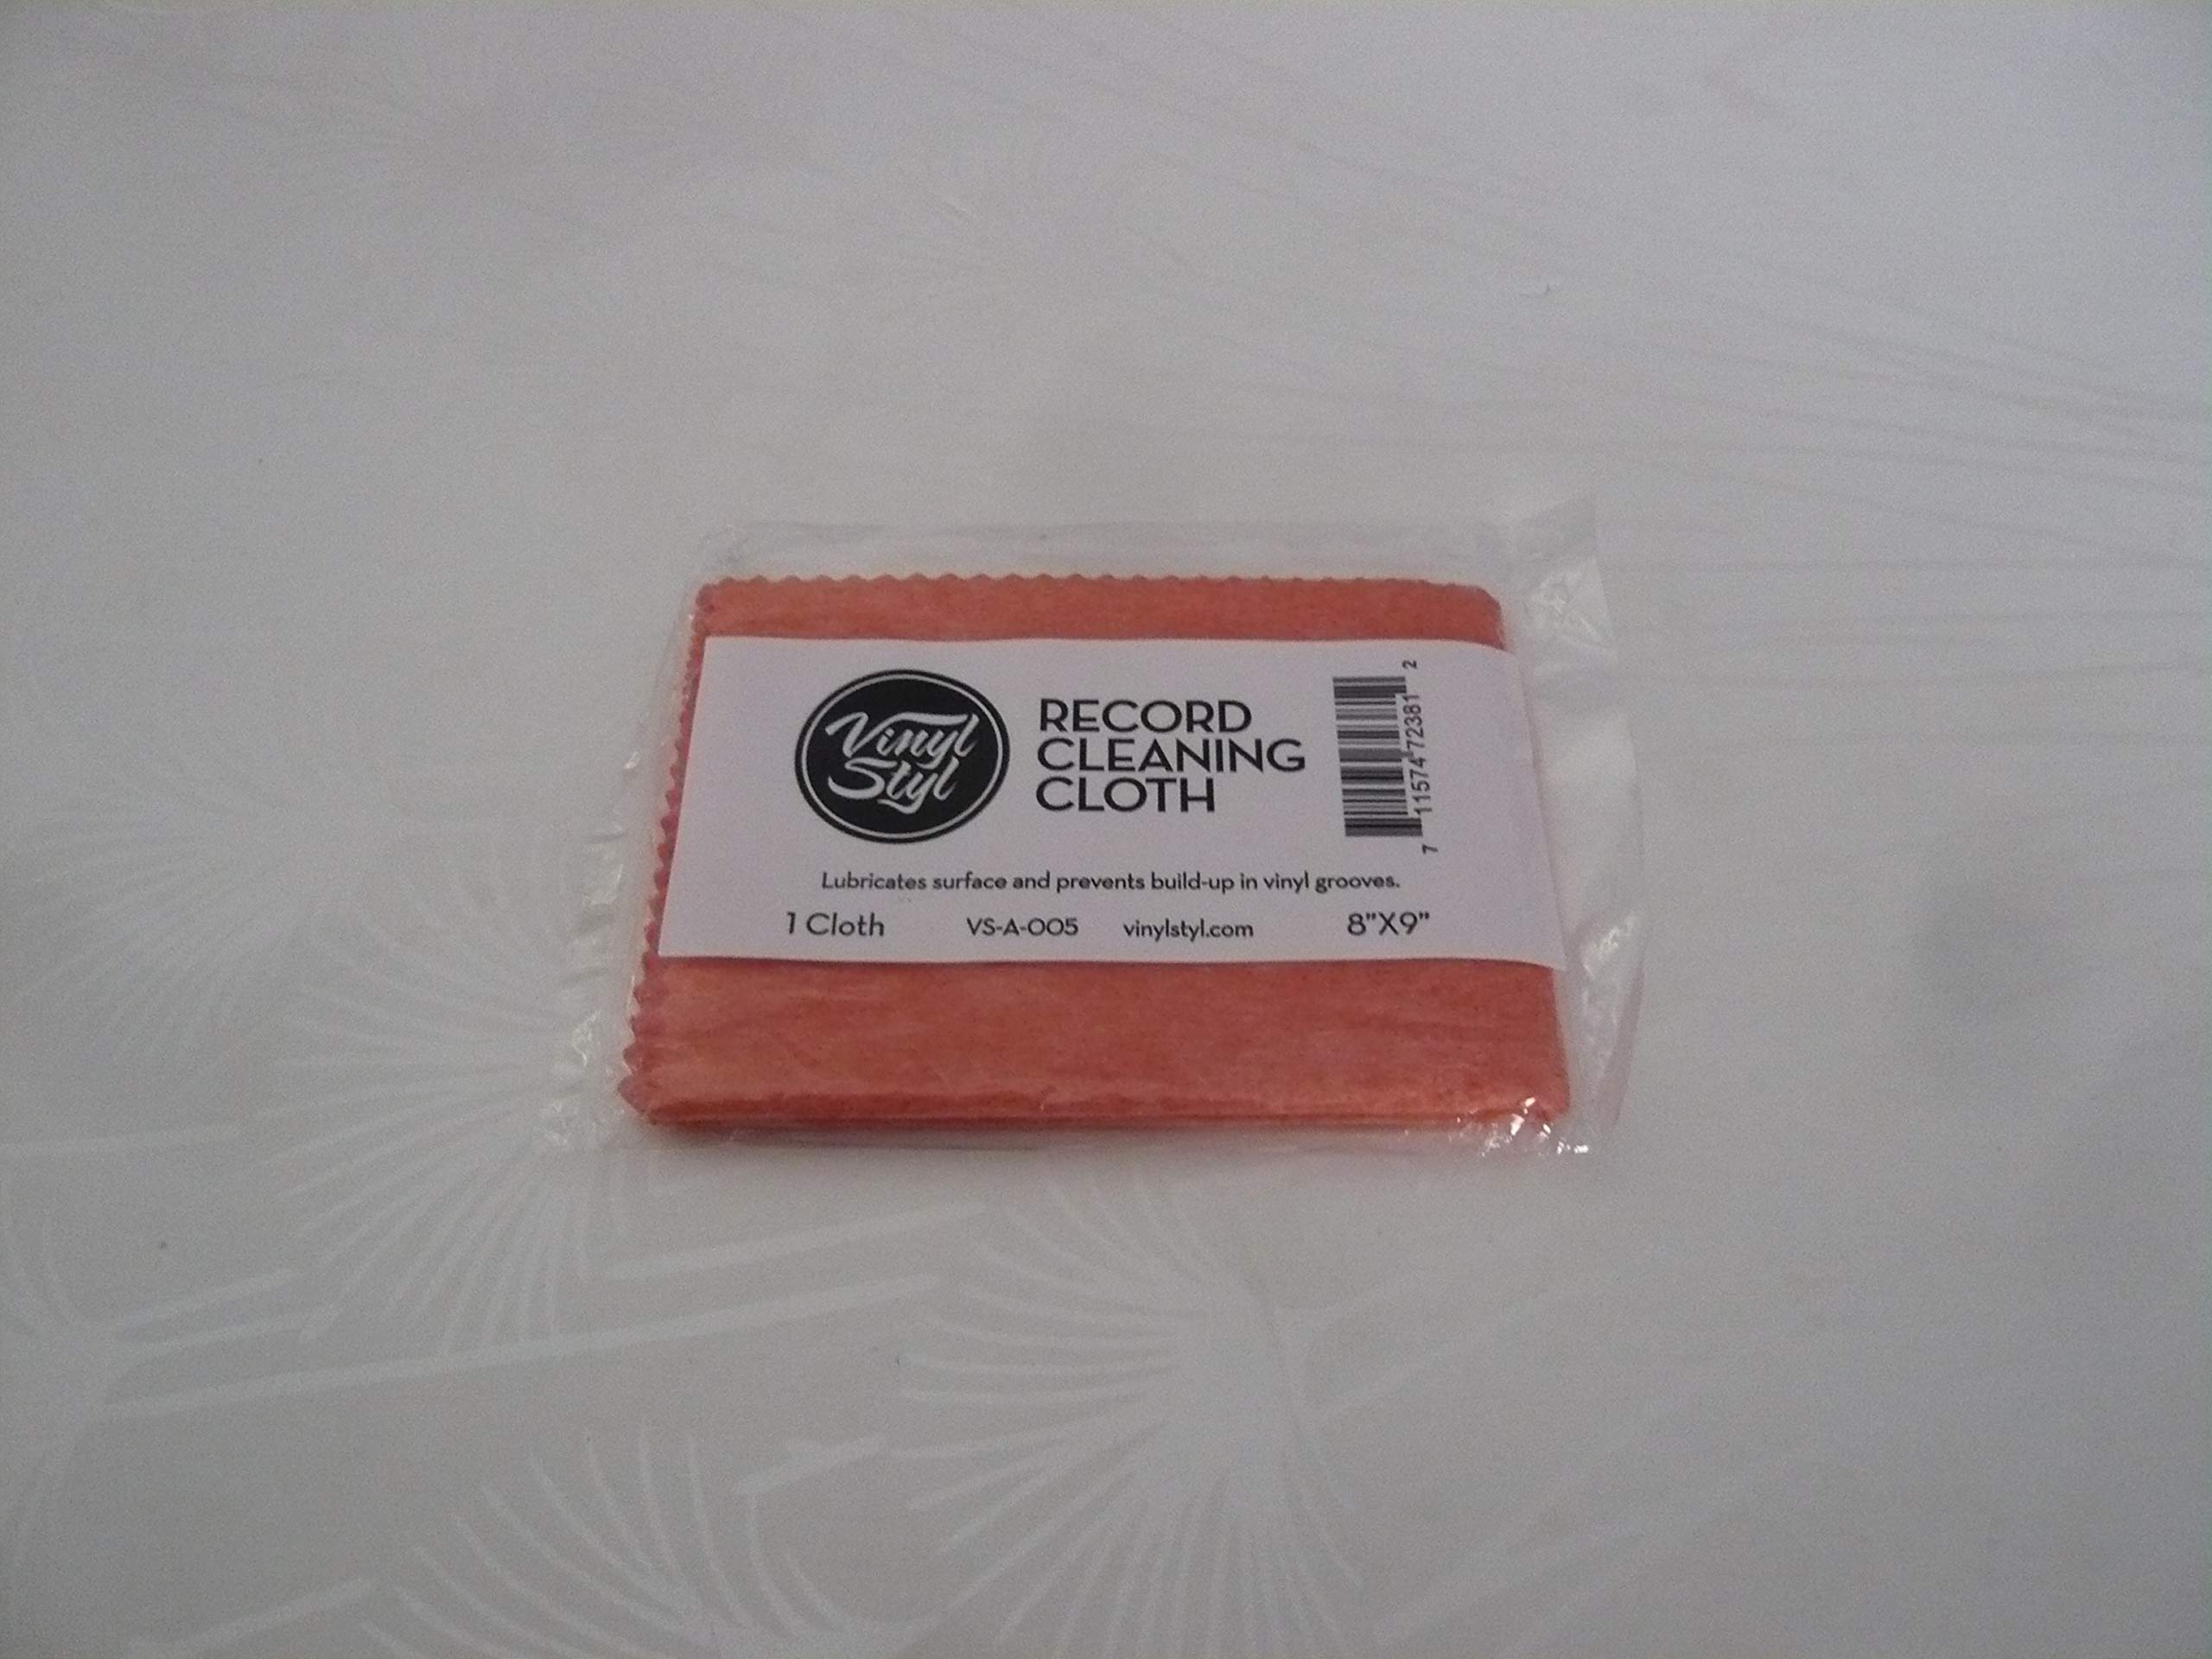 Vinyl
Styl
RECORD
CLEANING
CLOTH
7 11574 72381 2
Lubricates surface and prevents build-up in vinyl grooves.
1 Cloth VS-A-005 vinylstyl.com 8"X9"